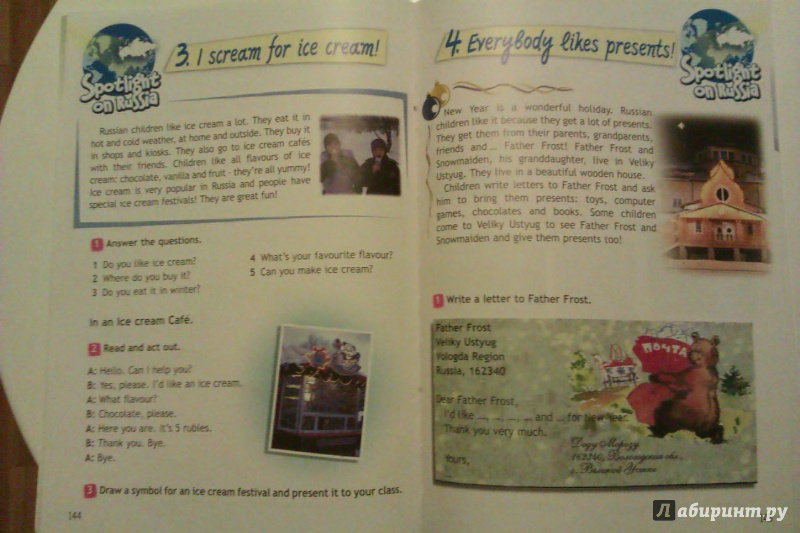 Spotlight
on Russia
3. I scream for ice cream!
Russian children like ice cream a lot. They eat it in
hot and cold weather, at home and outside. They buy it
in shops and kiosks. They also go to ice cream cafés
with their friends. Children like all flavours of ice
cream: chocolate, vanilla and fruit - they're all yummy!
Ice cream is very popular in Russia and people have
special ice cream festivals! They are great fun!
1 Answer the questions.
1 Do you like ice cream?
2 Where do you buy it?
3 Do you eat it in winter?
4 What's your favourite flavour?
5 Can you make ice cream?
In an Ice cream Café.
2 Read and act out.
A: Hello. Can I help you?
B: Yes, please. I'd like an ice cream.
A: What flavour?
B: Chocolate, please.
A: Here you are. It's 5 rubles.
B: Thank you. Bye.
A: Bye.
3 Draw a symbol for an ice cream festival and present it to your class.
144
4. Everybody likes presents!
Spotlight
on Russia
New Year is a wonderful holiday. Russian
children like it because they get a lot of presents.
They get them from their parents, grandparents,
friends and ... Father Frost! Father Frost and
Snowmaiden, his granddaughter, live in Veliky
Ustyug. They live in a beautiful wooden house.
Children write letters to Father Frost and ask
him to bring them presents: toys, computer
games, chocolates and books. Some children
come to Veliky Ustyug to see Father Frost and
Snowmaiden and give them presents too!
1 Write a letter to Father Frost.
Father Frost
Veliky Ustyug
Vologda Region
Russia, 162340
ПОЧТА
Dear Father Frost,
I'd like ..., ..., ..., ... and ... for New Year.
Thank you very much.
Yours,
Деду Морозу
162340, Вологодская обл.,
г. Великий Устюг
Лабиринт.ру